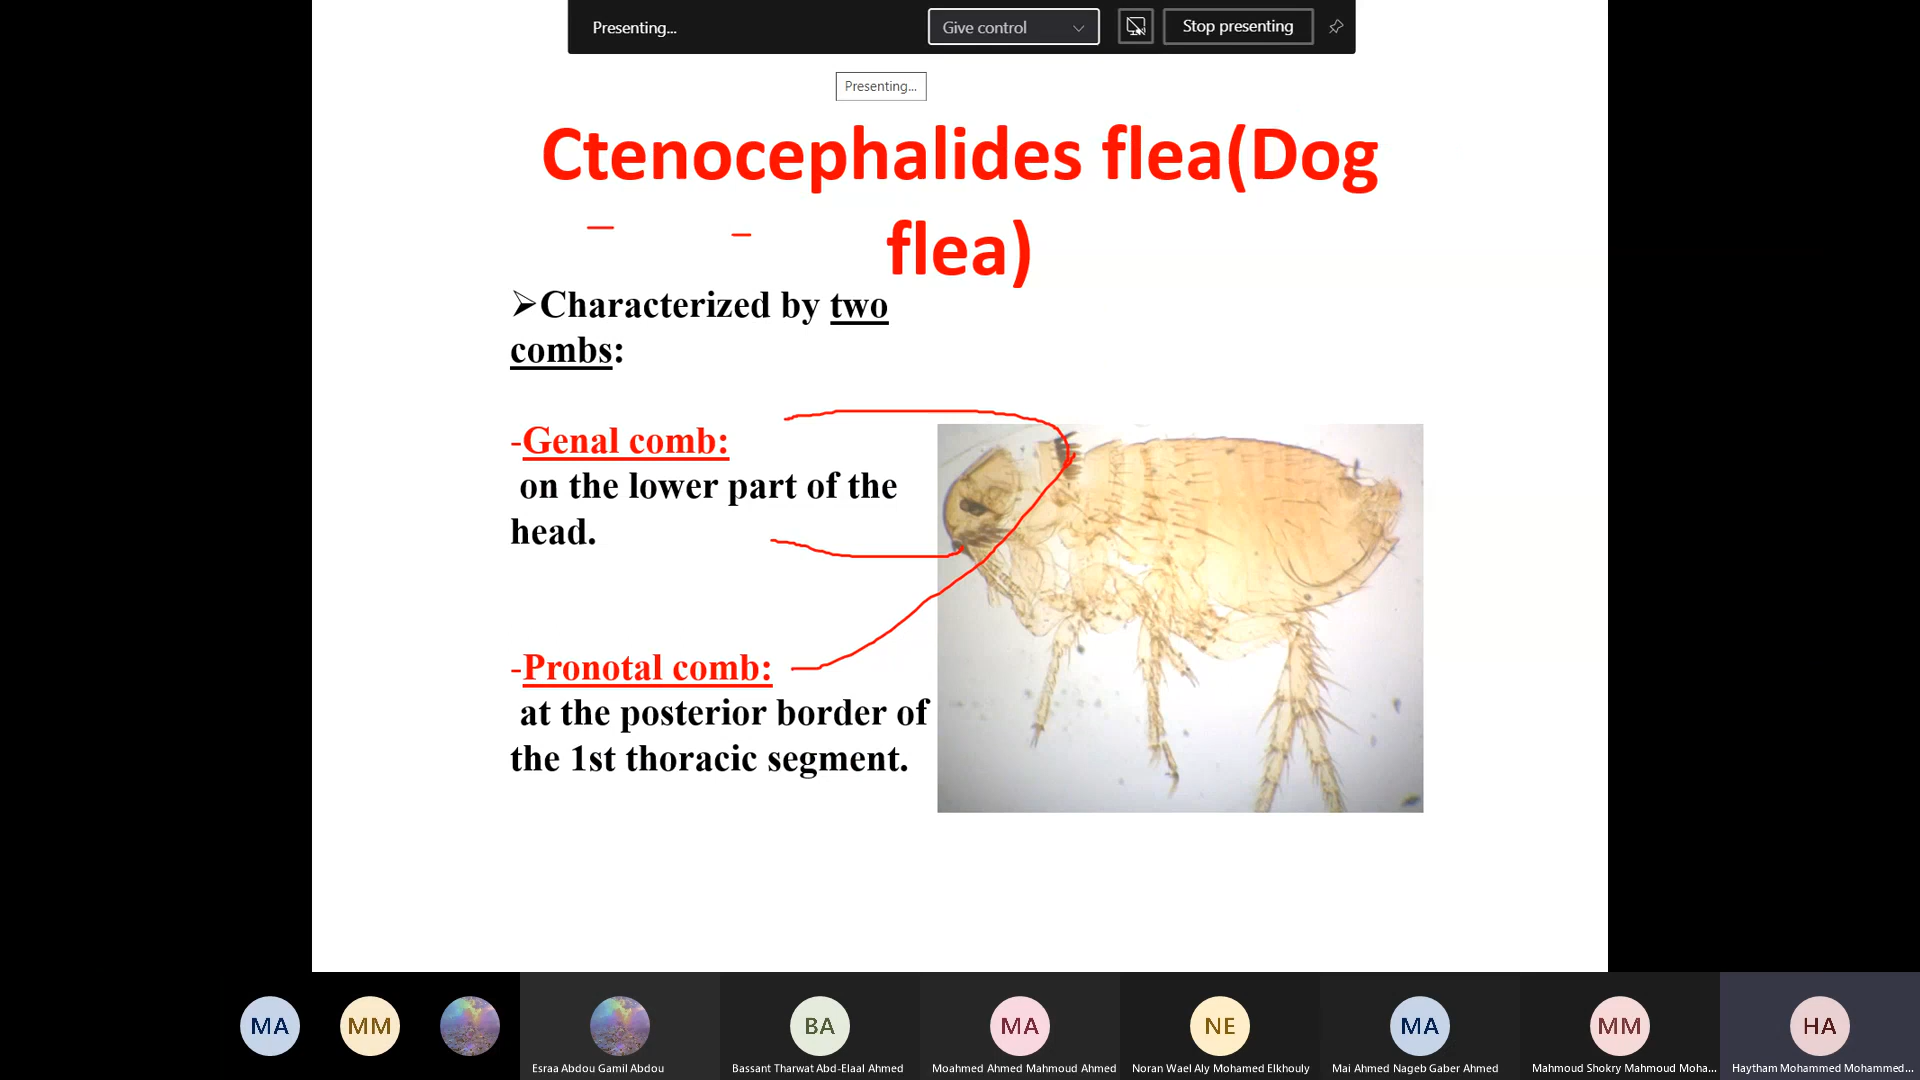 Presenting...
Give control
Stop presenting
Presenting...
Ctenocephalides flea(Dog
flea)
➢Characterized by two
combs:
-Genal comb:
on the lower part of the
head.
-Pronotal comb:
at the posterior border of
the 1st thoracic segment.
MA
MM
BA
MA
NE
MA
MM
HA
Esraa Abdou Gamil Abdou
Bassant Tharwat Abd-Elaal Ahmed
Moahmed Ahmed Mahmoud Ahmed
Noran Wael Aly Mohamed Elkhouly
Mai Ahmed Nageb Gaber Ahmed
Mahmoud Shokry Mahmoud Moha...
Haytham Mohammed Mohammed...